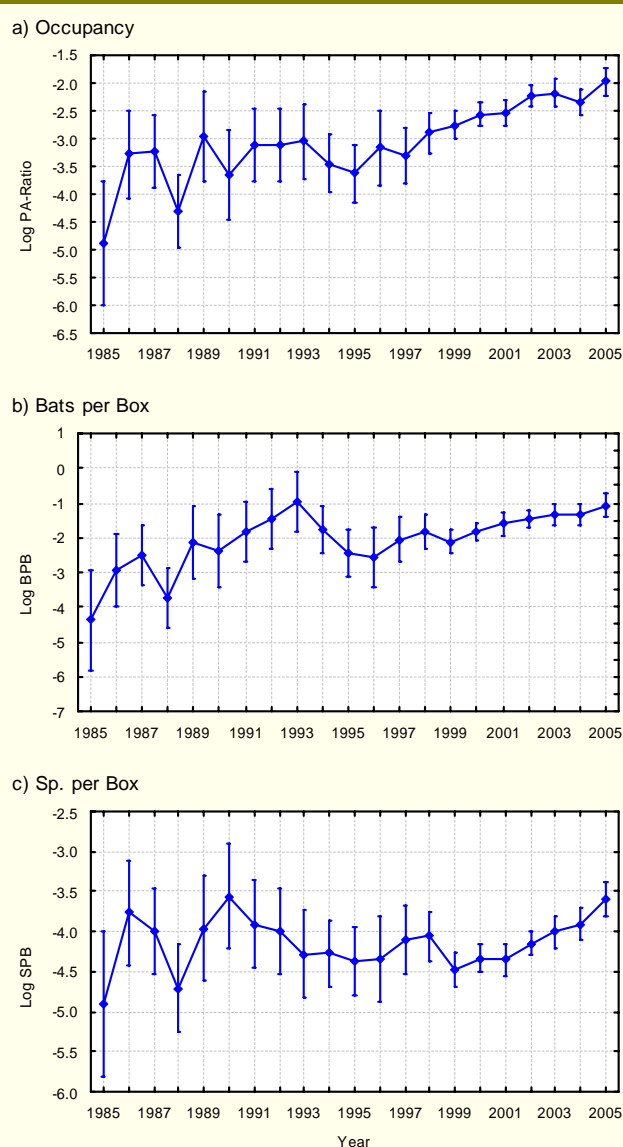 a) Occupancy
-1.5
-2.0
-2.5
-3.0
-3.5
-4.0
-4.5
-5.0
-5.5
-6.0
-6.5
Log PA-Ratio
1985 1987 1989 1991 1993 1995 1997 1999 2001 2003 2005
b) Bats per Box
1
0
-1
-2
-3
-4
-5
-6
-7
Log BPB
1985 1987 1989 1991 1993 1995 1997 1999 2001 2003 2005
c) Sp. per Box
-2.5
-3.0
-3.5
-4.0
-4.5
-5.0
-5.5
-6.0
Log SPB
1985 1987 1989 1991 1993 1995 1997 1999 2001 2003 2005
Year